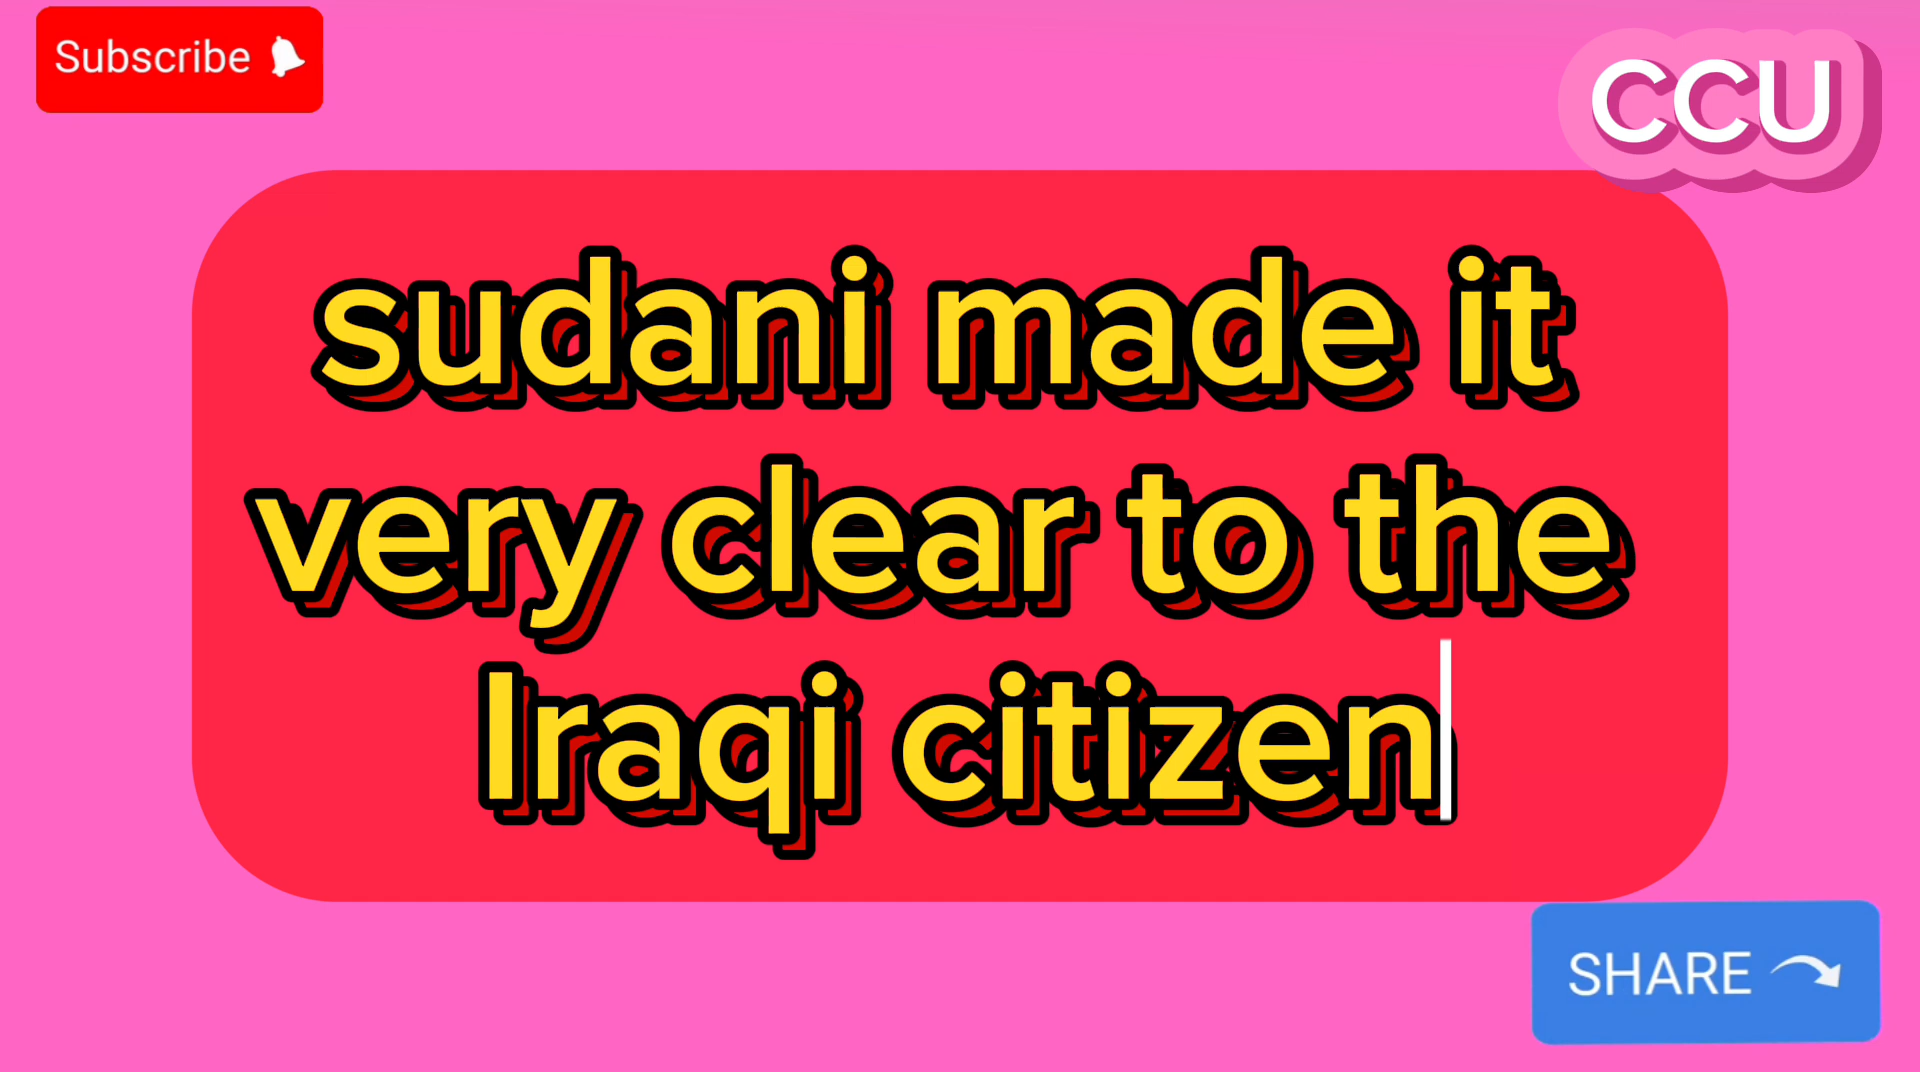 Subscribe
CCU
sudani made it
very clear to the
Iraqi citizen
SHARE